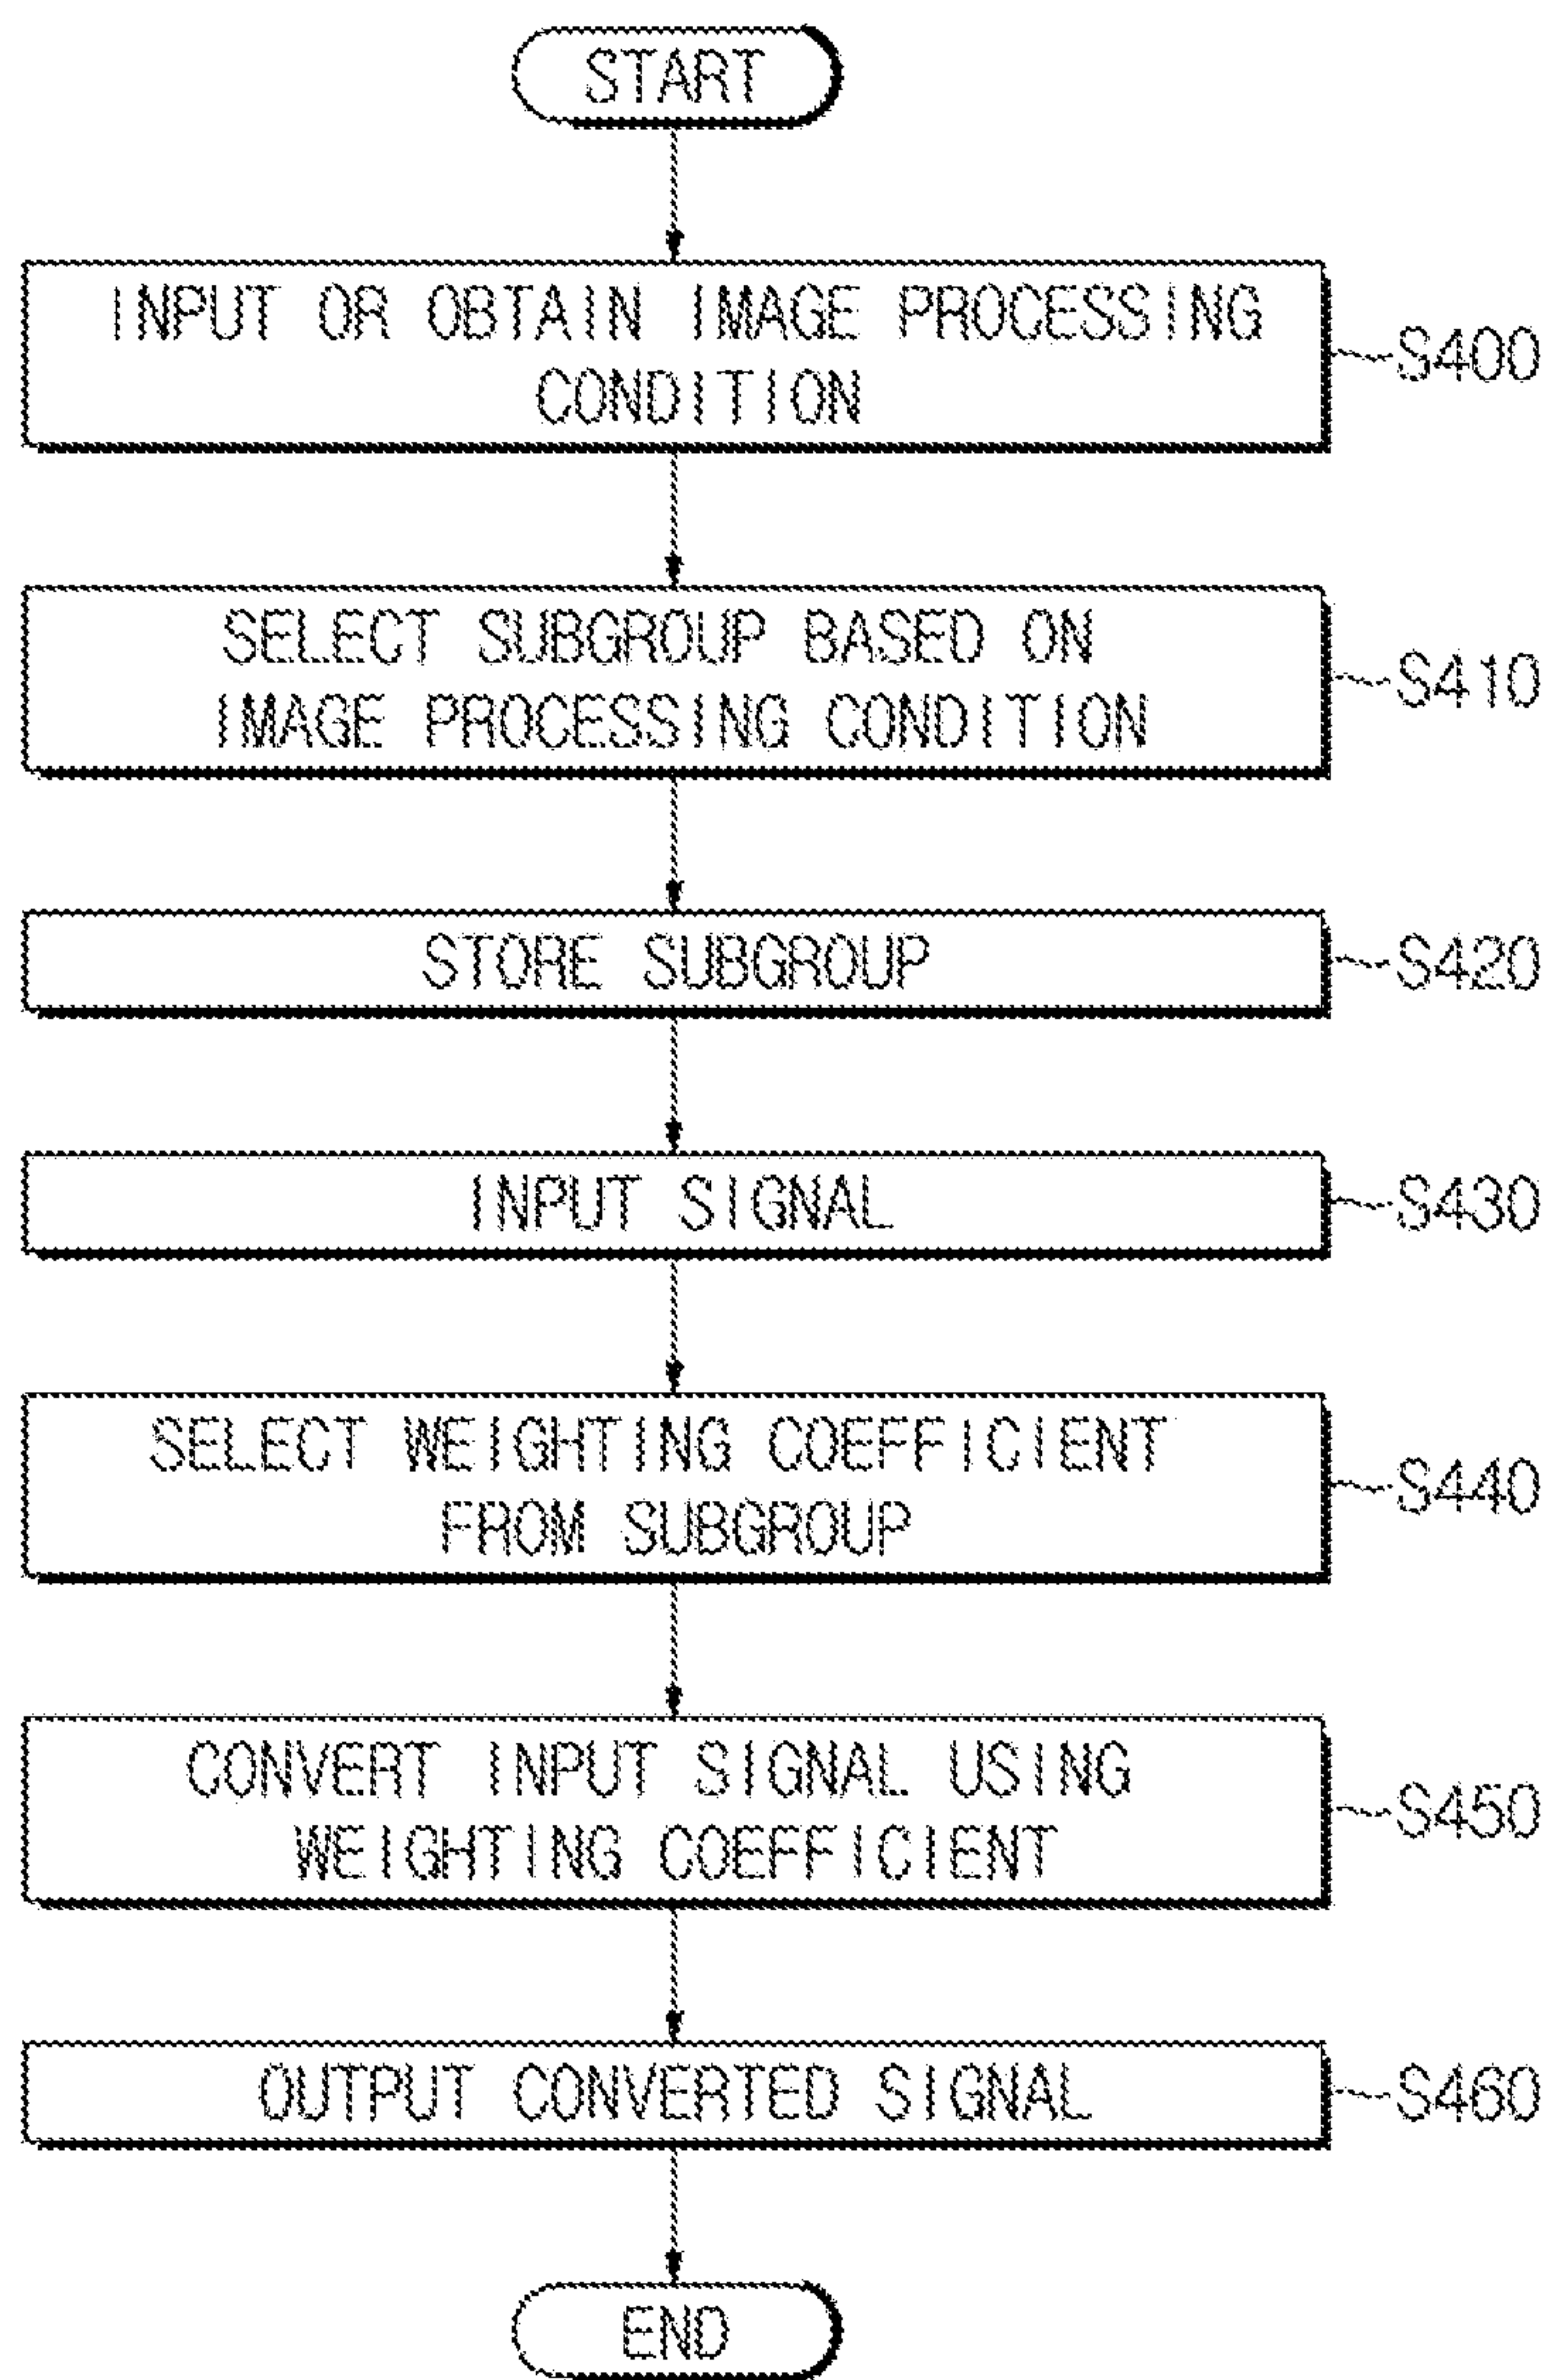 START
INPUT OR OBTAIN IMAGE PROCESSING
CONDITION
S400
SELECT SUBGROUP BASED ON
IMAGE PROCESSING CONDITION
S410
STORE SUBGROUP
S420
INPUT SIGNAL
S430
SELECT WEIGHTING COEFFICIENT
FROM SUBGROUP
S440
CONVERT INPUT SIGNAL USING
WEIGHTING COEFFICIENT
S450
OUTPUT CONVERTED SIGNAL
S460
END